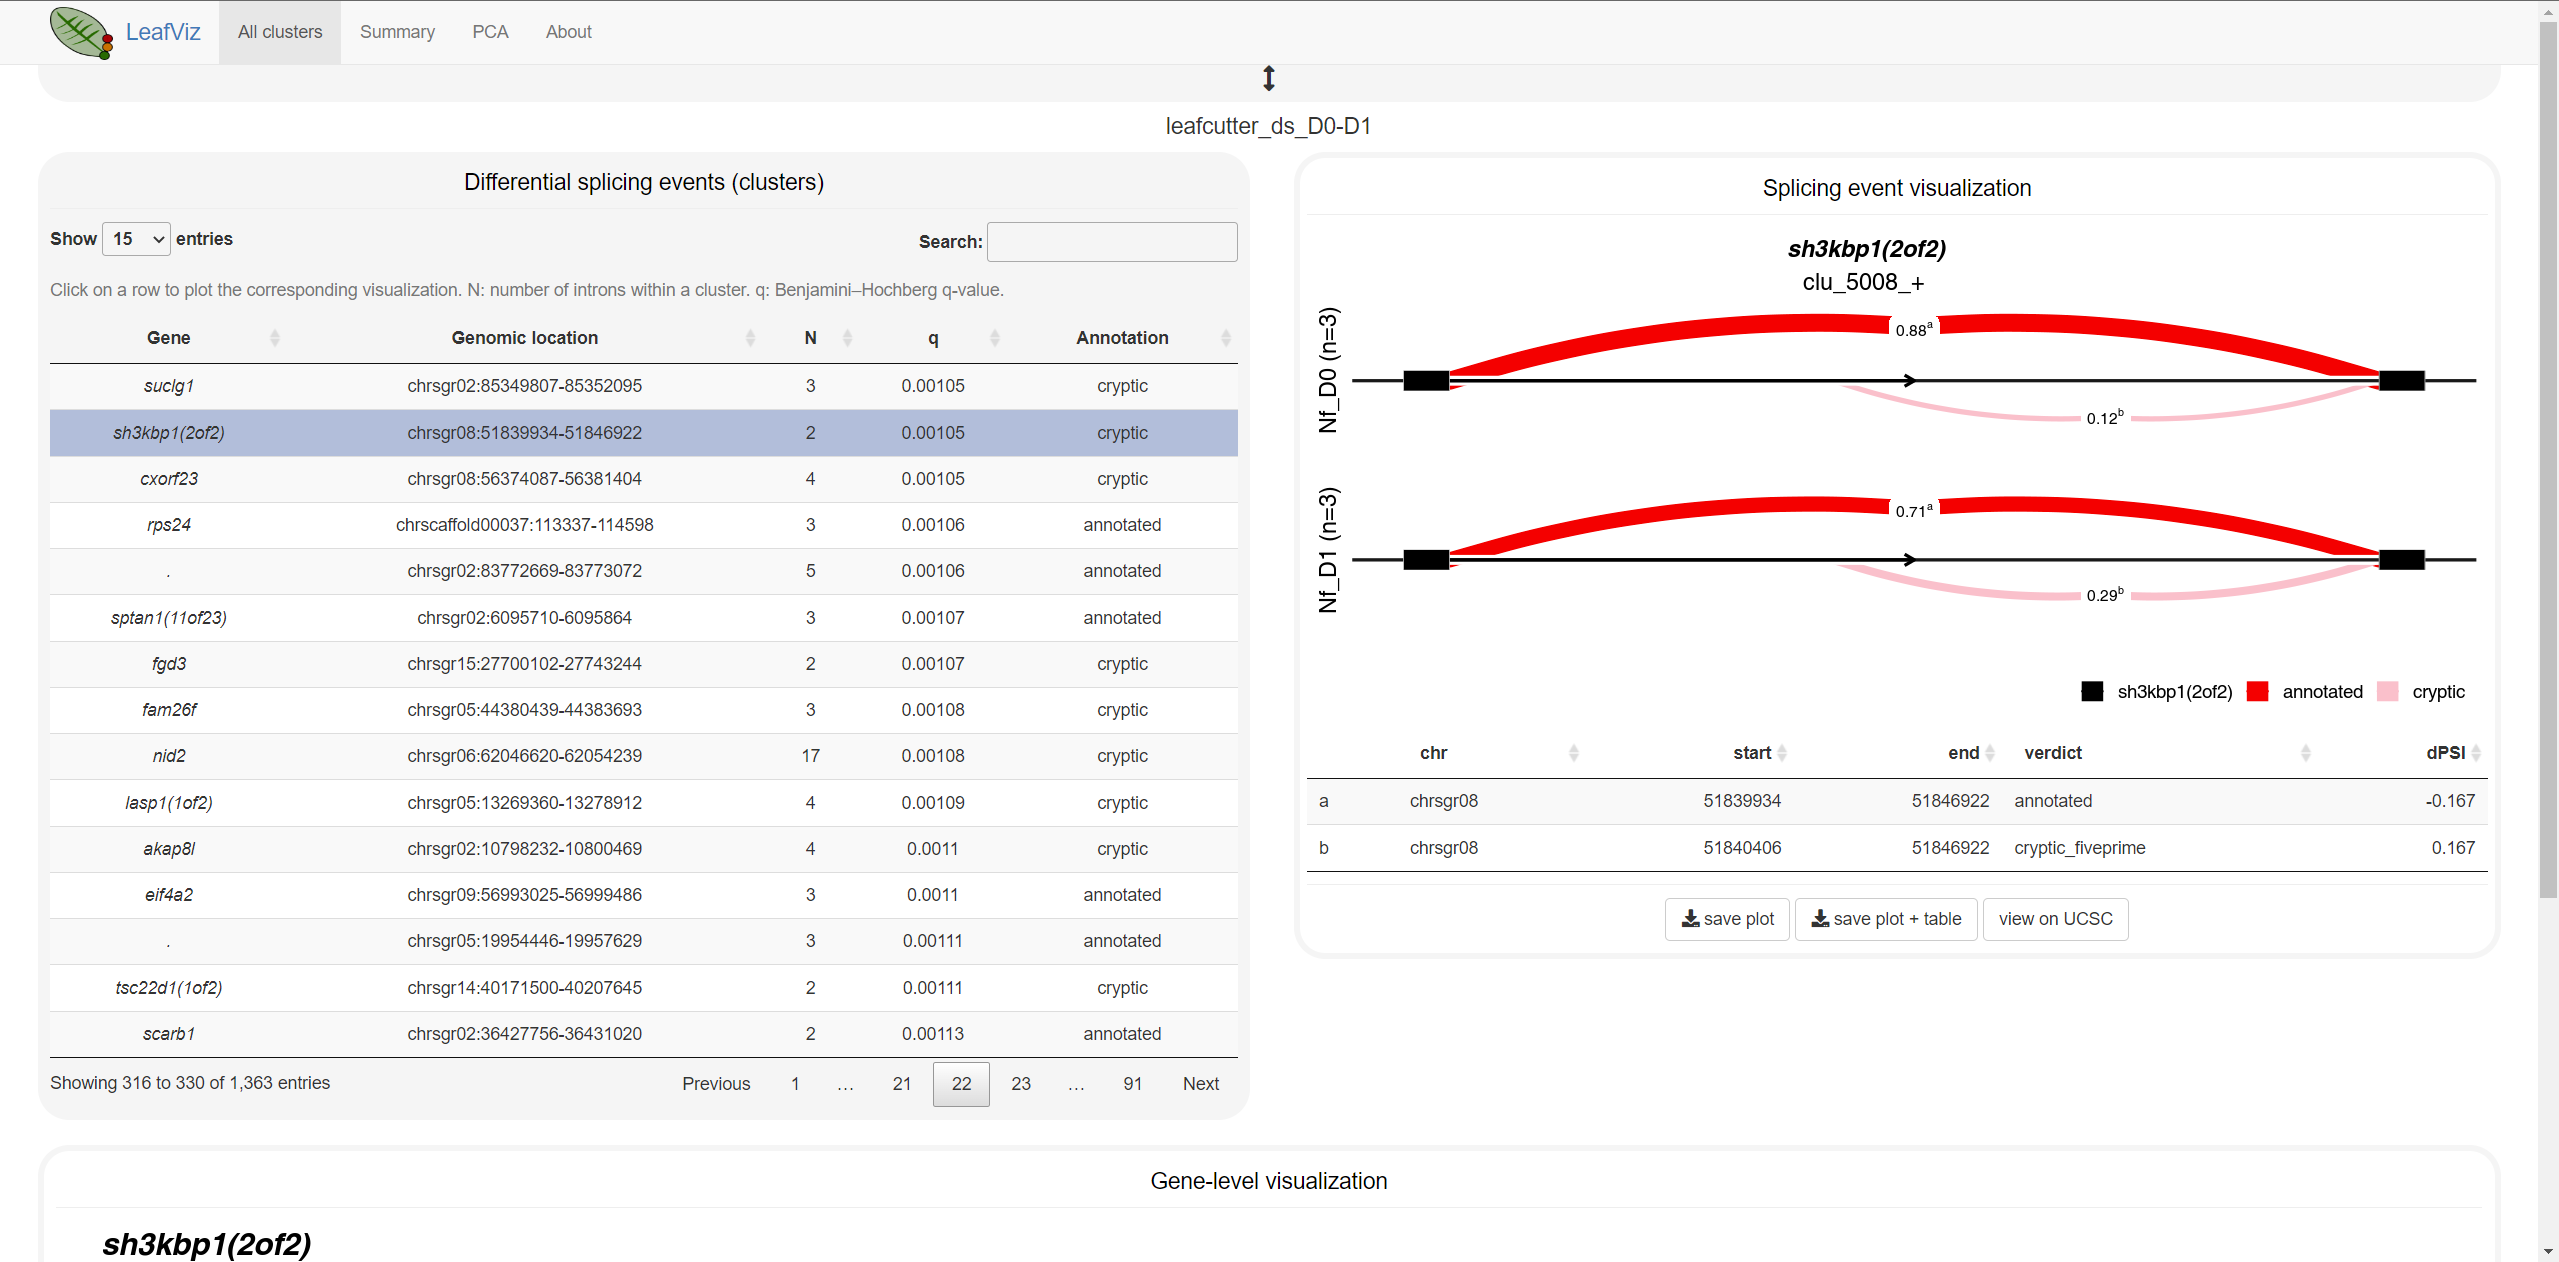 LeafViz All clusters Summary PCA About
leafcutter_ds_D0-D1
Differential splicing events (clusters)
Show 15 entries Search:
Click on a row to plot the corresponding visualization. N: number of introns within a cluster. q: Benjamini–Hochberg q-value.
Gene Genomic location N q Annotation
suclg1 chrsgr02:85349807-85352095 3 0.00105 cryptic
sh3kbp1(2of2) chrsgr08:51839934-51846922 2 0.00105 cryptic
cxorf23 chrsgr08:56374087-56381404 4 0.00105 cryptic
rps24 chrscaffold00037:113337-114598 3 0.00106 annotated
. chrsgr02:83772669-83773072 5 0.00106 annotated
sptan1(11of23) chrsgr02:6095710-6095864 3 0.00107 annotated
fgd3 chrsgr15:27700102-27743244 2 0.00107 cryptic
fam26f chrsgr05:44380439-44383693 3 0.00108 cryptic
nid2 chrsgr06:62046620-62054239 17 0.00108 cryptic
lasp1(1of2) chrsgr05:13269360-13278912 4 0.00109 cryptic
akap8l chrsgr02:10798232-10800469 4 0.0011 cryptic
eif4a2 chrsgr09:56993025-56999486 3 0.0011 annotated
. chrsgr05:19954446-19957629 3 0.00111 annotated
tsc22d1(1of2) chrsgr14:40171500-40207645 2 0.00111 cryptic
scarb1 chrsgr02:36427756-36431020 2 0.00113 annotated
Showing 316 to 330 of 1,363 entries Previous 1 … 21 22 23 … 91 Next
Splicing event visualization
sh3kbp1(2of2)
clu_5008_+
Nf_D0 (n=3)
0.88a
0.12b
Nf_D1 (n=3)
0.71a
0.29b
sh3kbp1(2of2) annotated cryptic
chr start end verdict dPSI
a chrsgr08 51839934 51846922 annotated -0.167
b chrsgr08 51840406 51846922 cryptic_fiveprime 0.167
save plot save plot + table view on UCSC
Gene-level visualization
sh3kbp1(2of2)